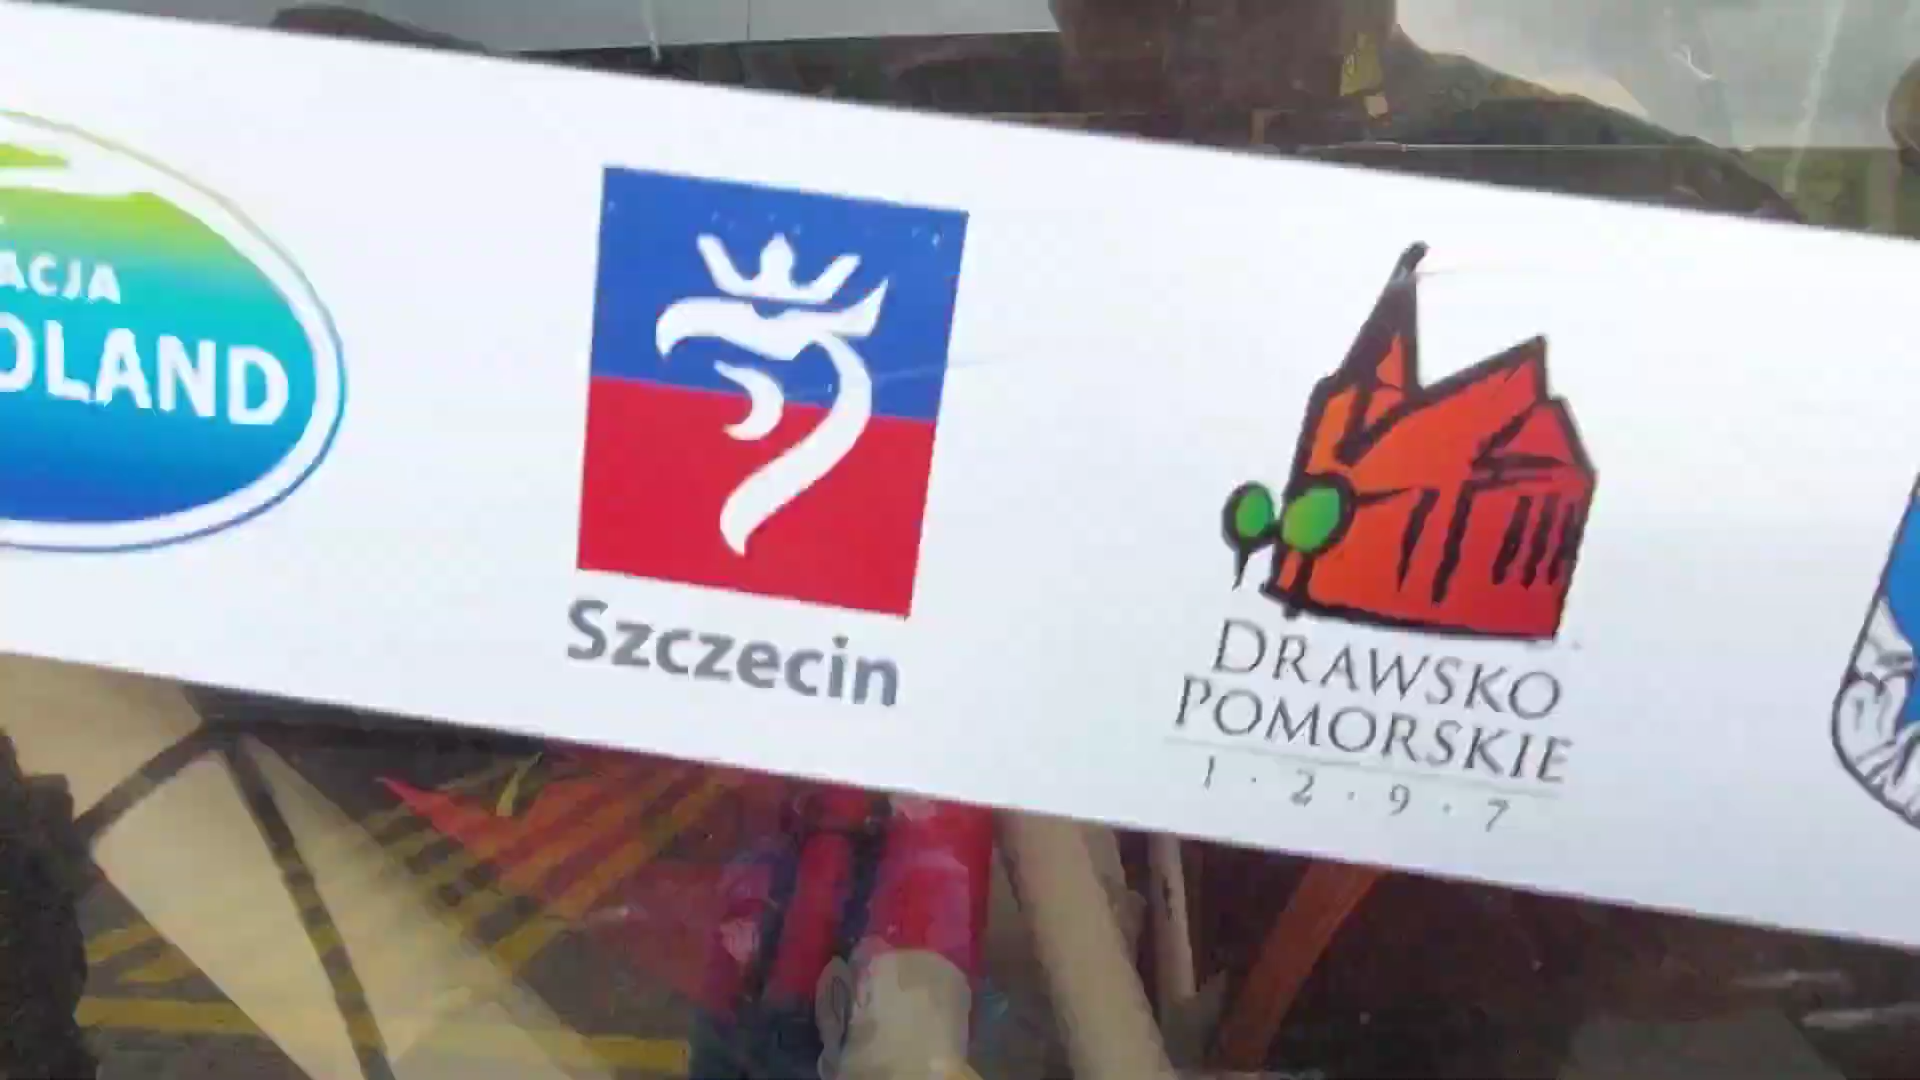 ACJA
OLAND
Szczecin
DRAWSKO
POMORSKIE
1·2·9·7